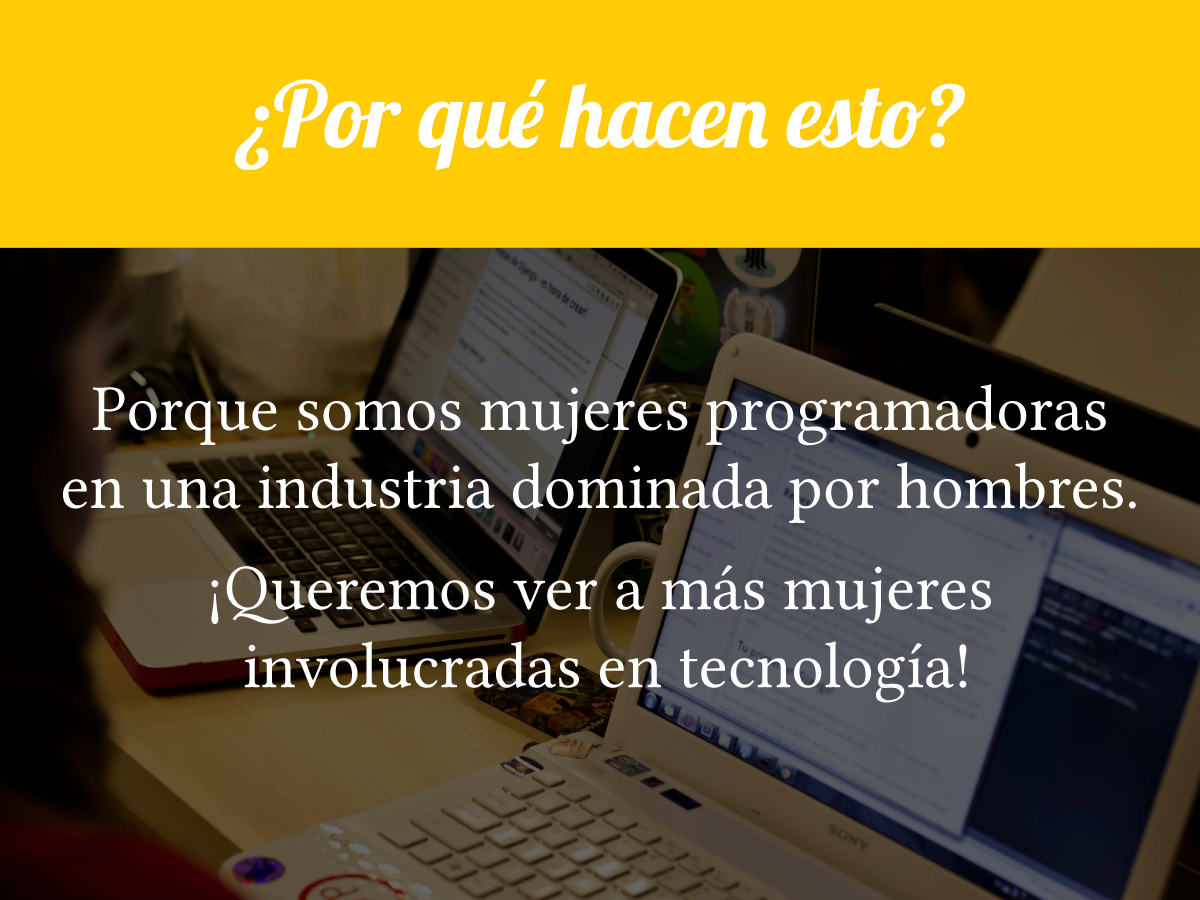 ¿Por qué hacen esto?
Porque somos mujeres programadoras
en una industria dominada por hombres.
¡Queremos ver a más mujeres
involucradas en tecnología!
SONY